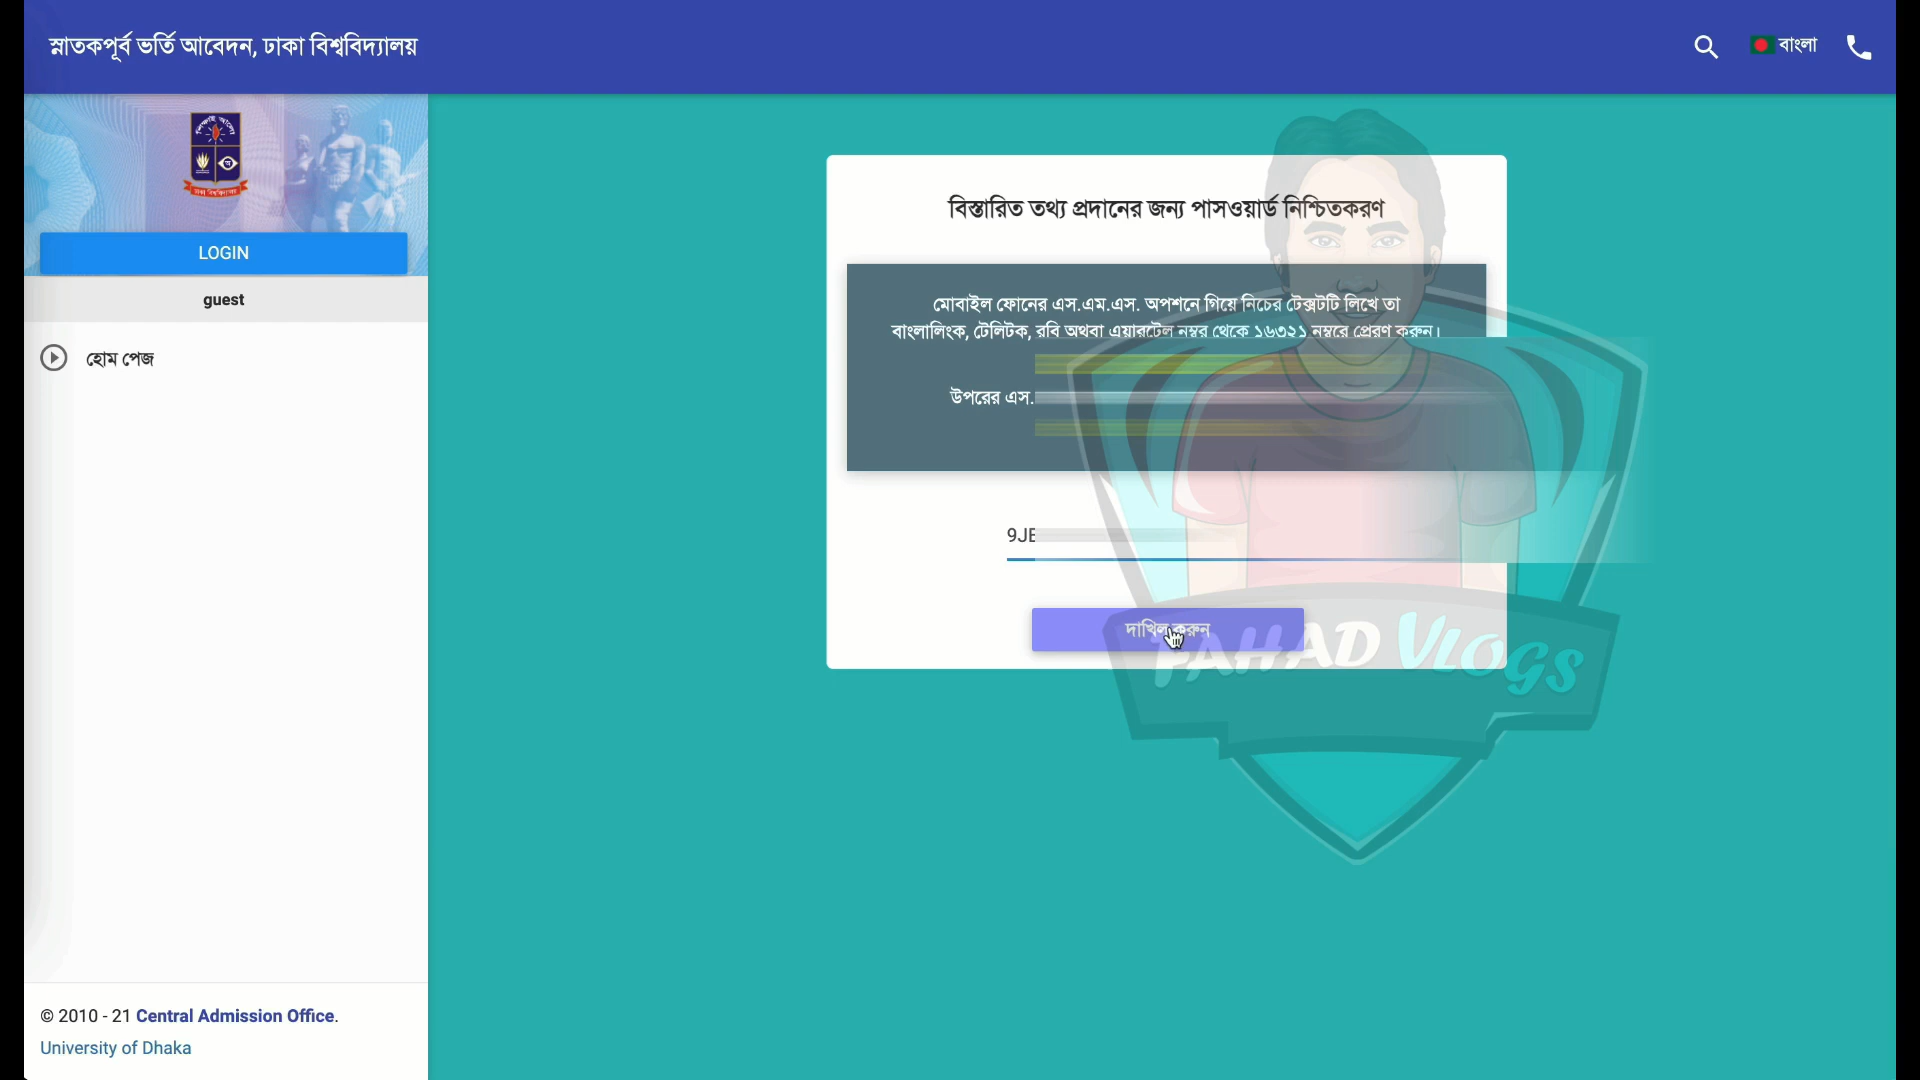 স্নাতকপূর্ব ভর্তি আবেদন, ঢাকা বিশ্ববিদ্যালয়
বাংলা
LOGIN
guest
হোম পেজ
বিস্তারিত তথ্য প্রদানের জন্য পাসওয়ার্ড নিশ্চিতকরণ
মোবাইল ফোনের এস.এম.এস. অপশনে গিয়ে নিচের টেক্সটটি লিখে তা
বাংলালিংক, টেলিটক, রবি অথবা এয়ারটেল নম্বর থেকে ১৬৩২১ নম্বরে প্রেরণ করুন।
উপরের এস.
9JE
দাখিল করুন
FAHAD VLOGS
© 2010 - 21 Central Admission Office.
University of Dhaka